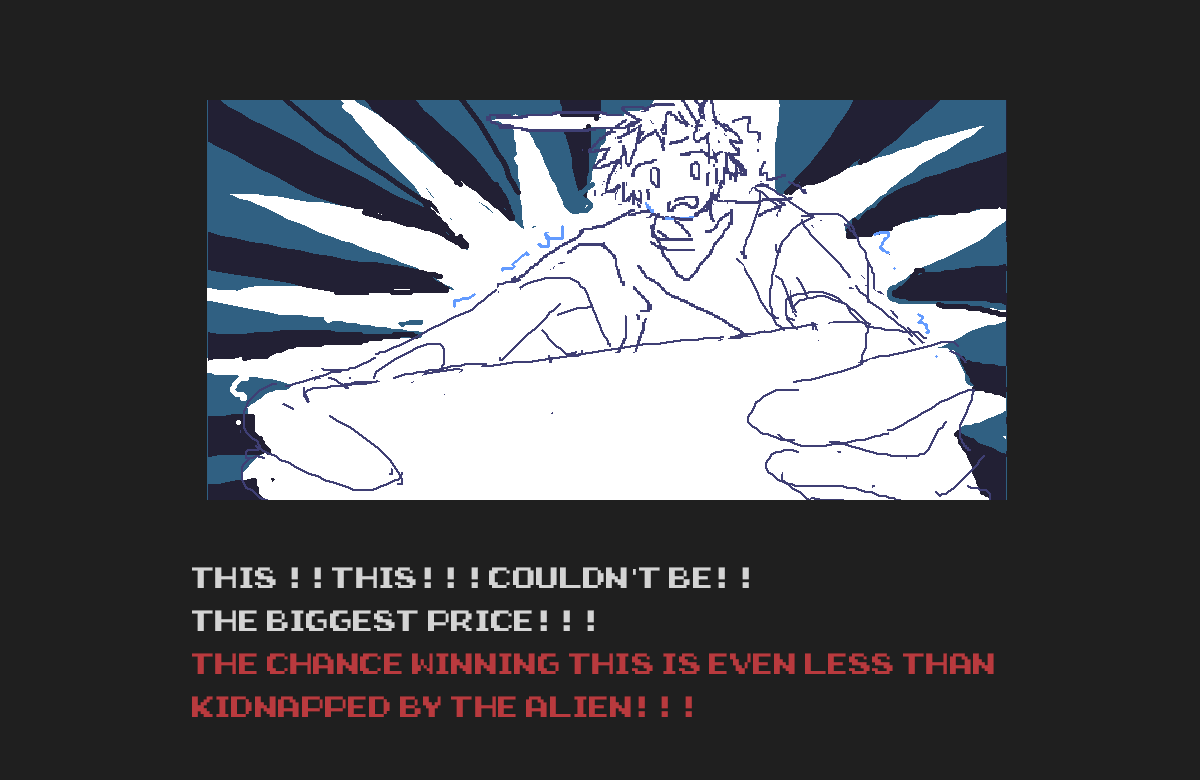 THIS !!THIS!!!COULDN'T BE!!
THE BIGGEST PRICE!!!
THE CHANCE WINNING THIS IS EVEN LESS THAN
KIDNAPPED BY THE ALIEN!!!